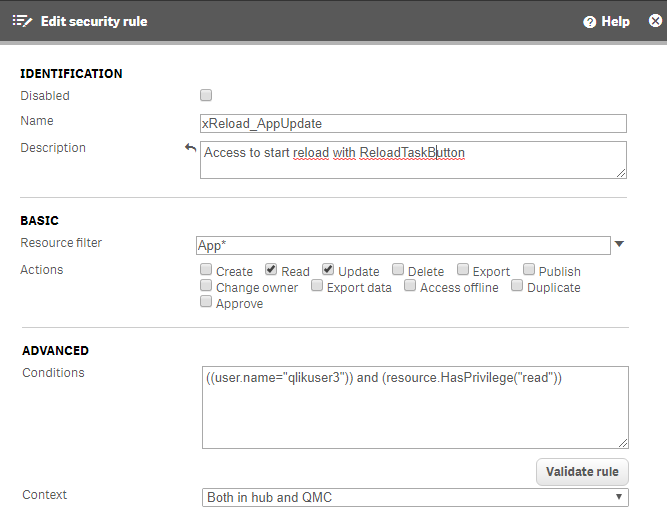 Edit security rule
Help
IDENTIFICATION
Disabled
Name
xReload_AppUpdate
Description
Access to start reload with ReloadTaskButton
BASIC
Resource filter
App*
Actions
Create Read Update Delete Export Publish
Change owner Export data Access offline Duplicate
Approve
ADVANCED
Conditions
((user.name="qlikuser3")) and (resource.HasPrivilege("read"))
Validate rule
Context
Both in hub and QMC